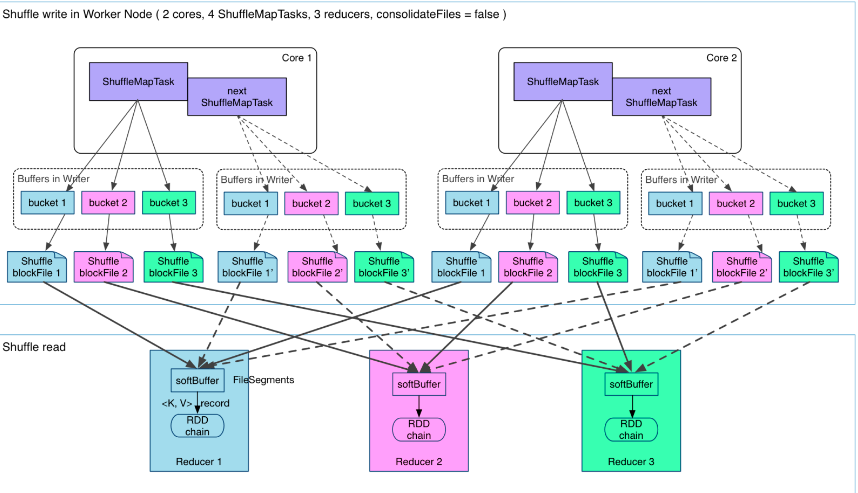 Shuffle write in Worker Node ( 2 cores, 4 ShuffleMapTasks, 3 reducers, consolidateFiles = false )
Core 1
ShuffleMapTask
next
ShuffleMapTask
Core 2
ShuffleMapTask
next
ShuffleMapTask
Buffers in Writer
bucket 1
bucket 2
bucket 3
Buffers in Writer
bucket 1
bucket 2
bucket 3
Buffers in Writer
bucket 1
bucket 2
bucket 3
Buffers in Writer
bucket 1
bucket 2
bucket 3
Shuffle
blockFile 1
Shuffle
blockFile 2
Shuffle
blockFile 3
Shuffle
blockFile 1’
Shuffle
blockFile 2’
Shuffle
blockFile 3’
Shuffle
blockFile 1
Shuffle
blockFile 2
Shuffle
blockFile 3
Shuffle
blockFile 1’
Shuffle
blockFile 2’
Shuffle
blockFile 3’
Shuffle read
softBuffer
FileSegments
<K, V> record
RDD
chain
Reducer 1
softBuffer
RDD
chain
Reducer 2
softBuffer
RDD
chain
Reducer 3